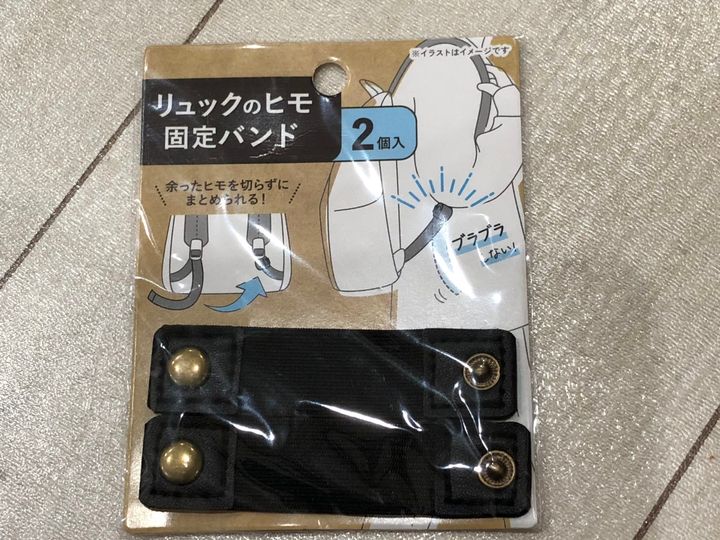 ※イラストはイメージです
リュックのヒモ
固定バンド
2個入
余ったヒモを切らずに
まとめられる!
ブラブラ
しない!